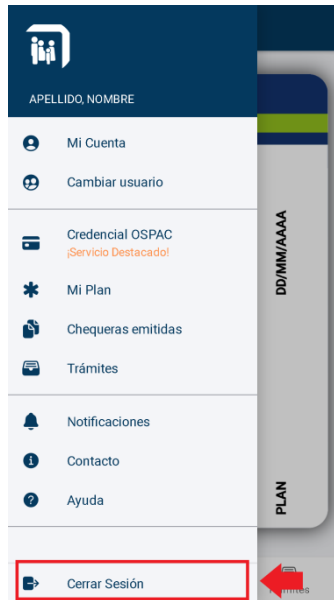 APELLIDO, NOMBRE
Mi Cuenta
Cambiar usuario
Credencial OSPAC
¡Servicio Destacado!
Mi Plan
Chequeras emitidas
Trámites
Notificaciones
Contacto
Ayuda
Cerrar Sesión
DD/MM/AAAA
PLAN